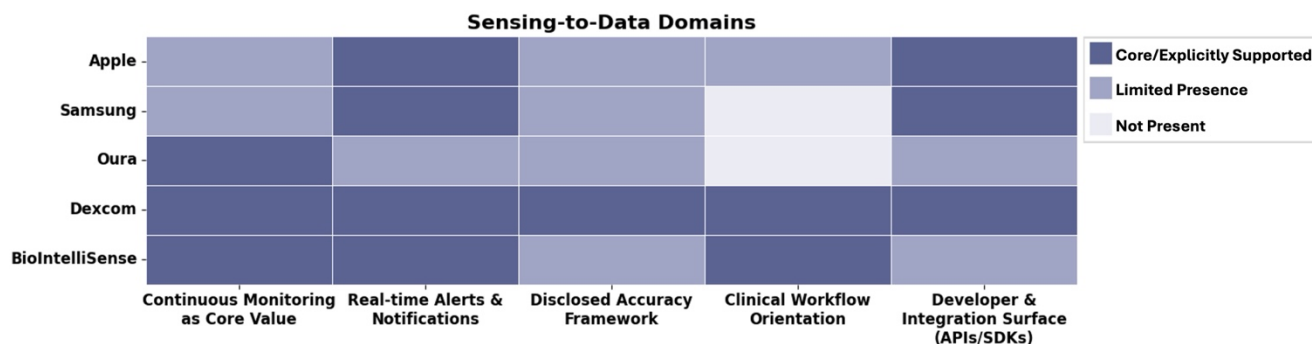 Sensing-to-Data Domains
Apple
Samsung
Oura
Dexcom
BioIntelliSense
Continuous Monitoring
as Core Value
Real-time Alerts &
Notifications
Disclosed Accuracy
Framework
Clinical Workflow
Orientation
Developer &
Integration Surface
(APIs/SDKs)
Core/Explicitly Supported
Limited Presence
Not Present